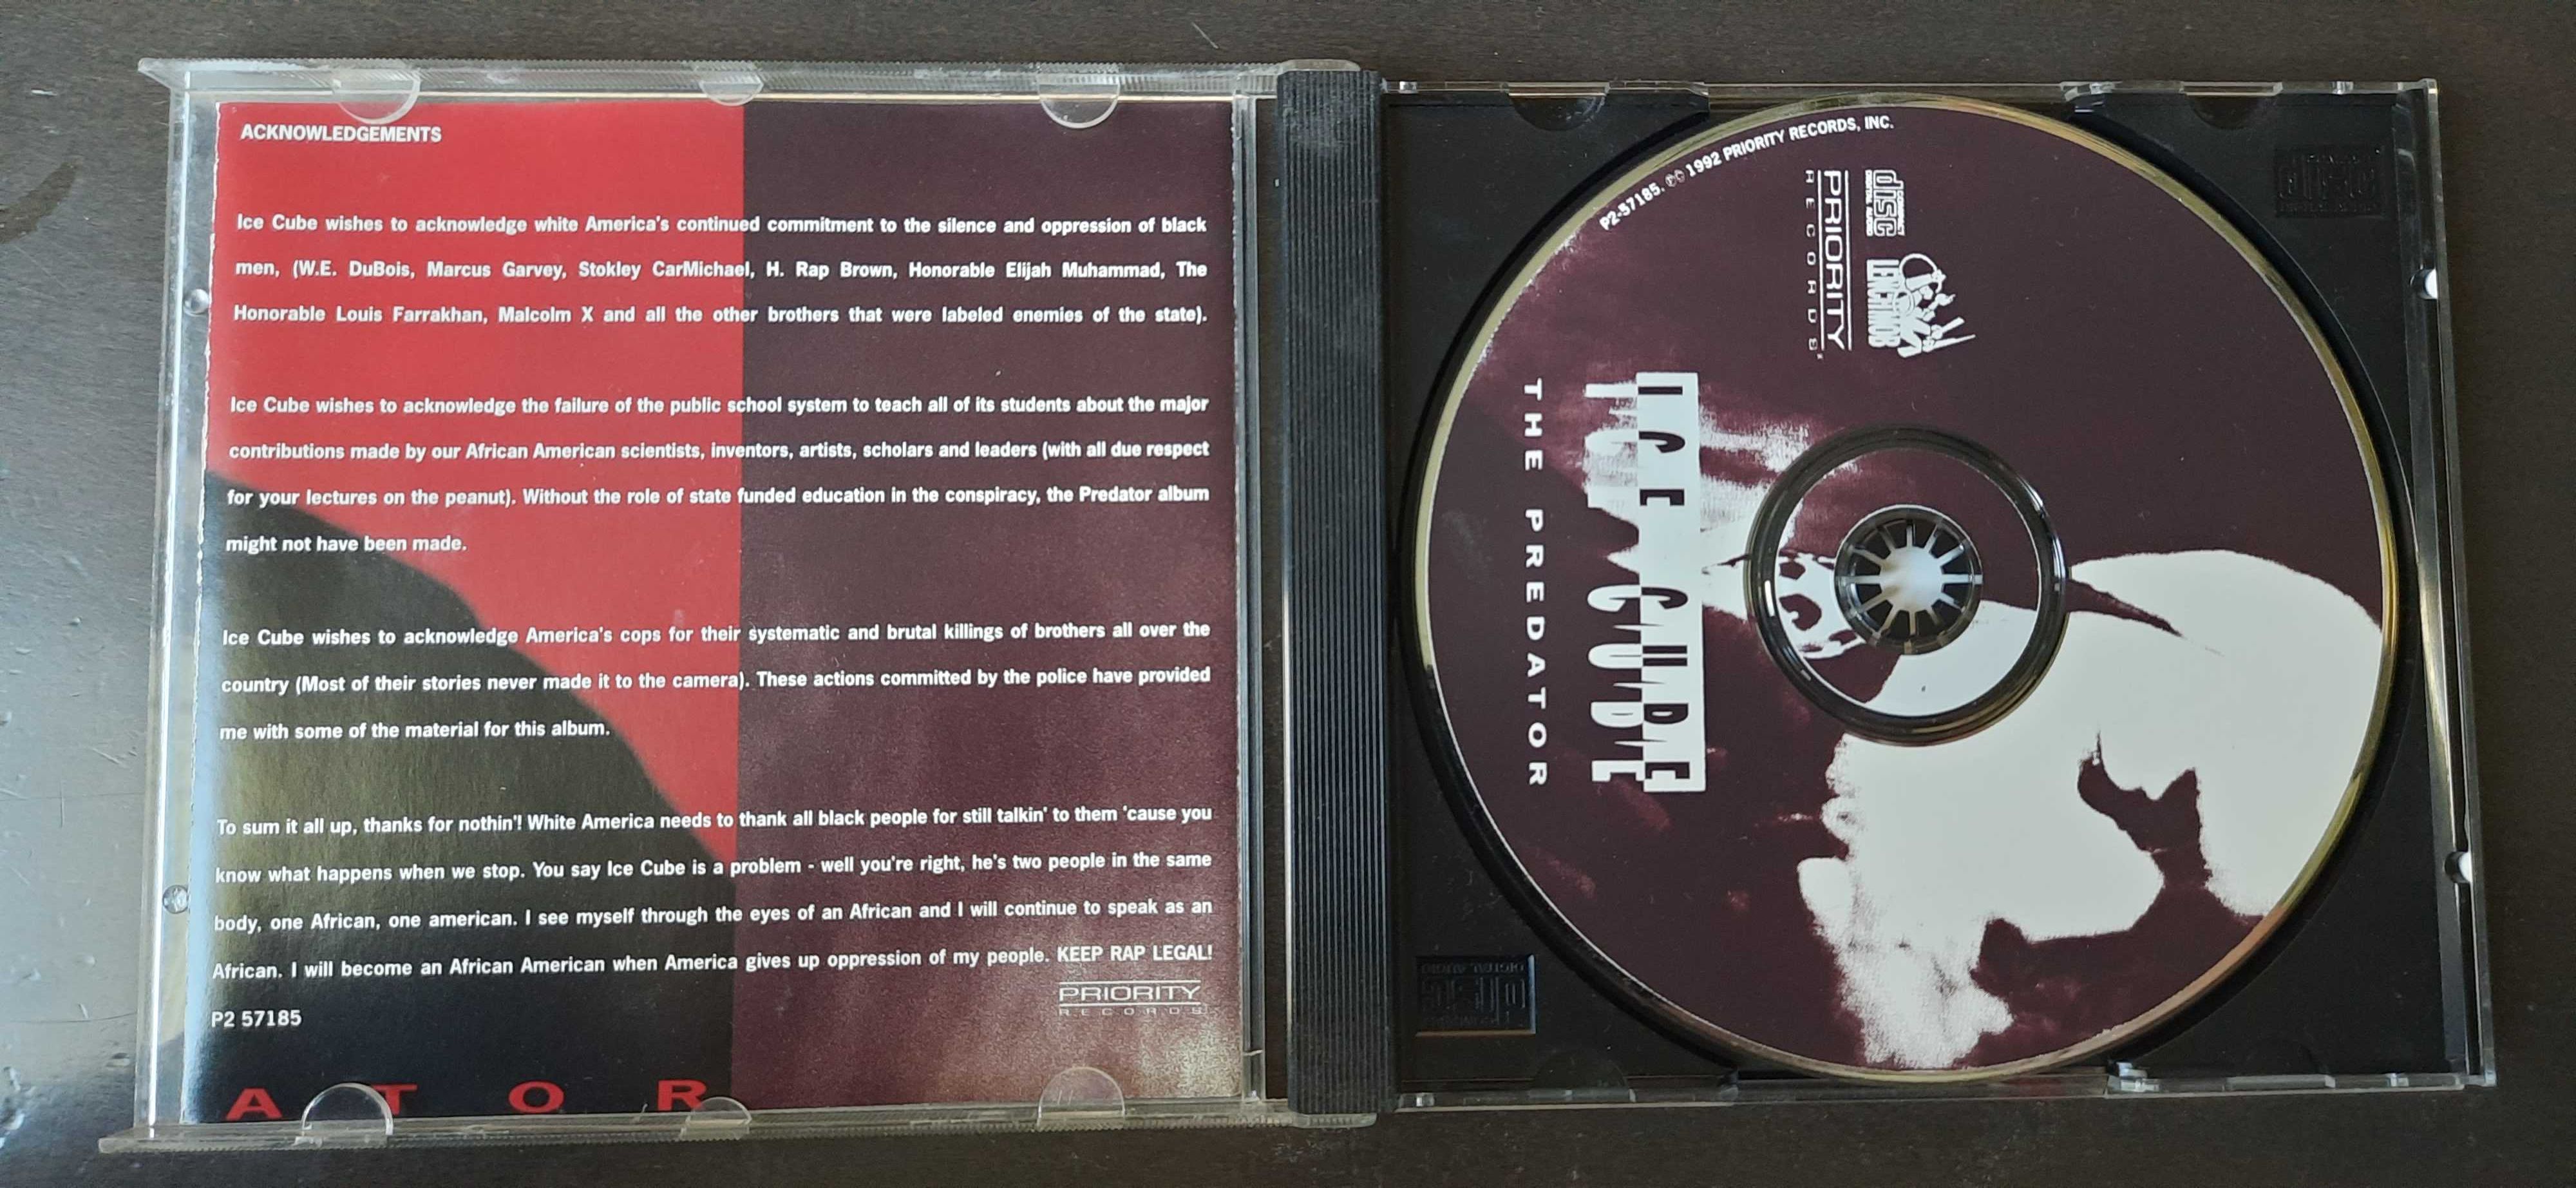 ACKNOWLEDGEMENTS
Ice Cube wishes to acknowledge white America's continued commitment to the silence and oppression of black
men, (W.E. DuBois, Marcus Garvey, Stokley CarMichael, H. Rap Brown, Honorable Elijah Muhammad, The
Honorable Louis Farrakhan, Malcolm X and all the other brothers that were labeled enemies of the state).
Ice Cube wishes to acknowledge the failure of the public school system to teach all of its students about the major
contributions made by our African American scientists, inventors, artists, scholars and leaders (with all due respect
for your lectures on the peanut). Without the role of state funded education in the conspiracy, the Predator album
might not have been made.
Ice Cube wishes to acknowledge America's cops for their systematic and brutal killings of brothers all over the
country (Most of their stories never made it to the camera). These actions committed by the police have provided
me with some of the material for this album.
To sum it all up, thanks for nothin'! White America needs to thank all black people for still talkin' to them 'cause you
know what happens when we stop. You say Ice Cube is a problem - well you're right, he's two people in the same
body, one African, one american. I see myself through the eyes of an African and I will continue to speak as an
African. I will become an African American when America gives up oppression of my people. KEEP RAP LEGAL!
PRIORITY
RECORDS
P2 57185
ATOR
P2-57185. ℗© 1992 PRIORITY RECORDS, INC.
COMPACT
disc
DIGITAL AUDIO
LENCH MOB
PRIORITY
RECORDS
ICE CUBE
ICE CUBE
THE PREDATOR
disc
DIGITAL AUDIO